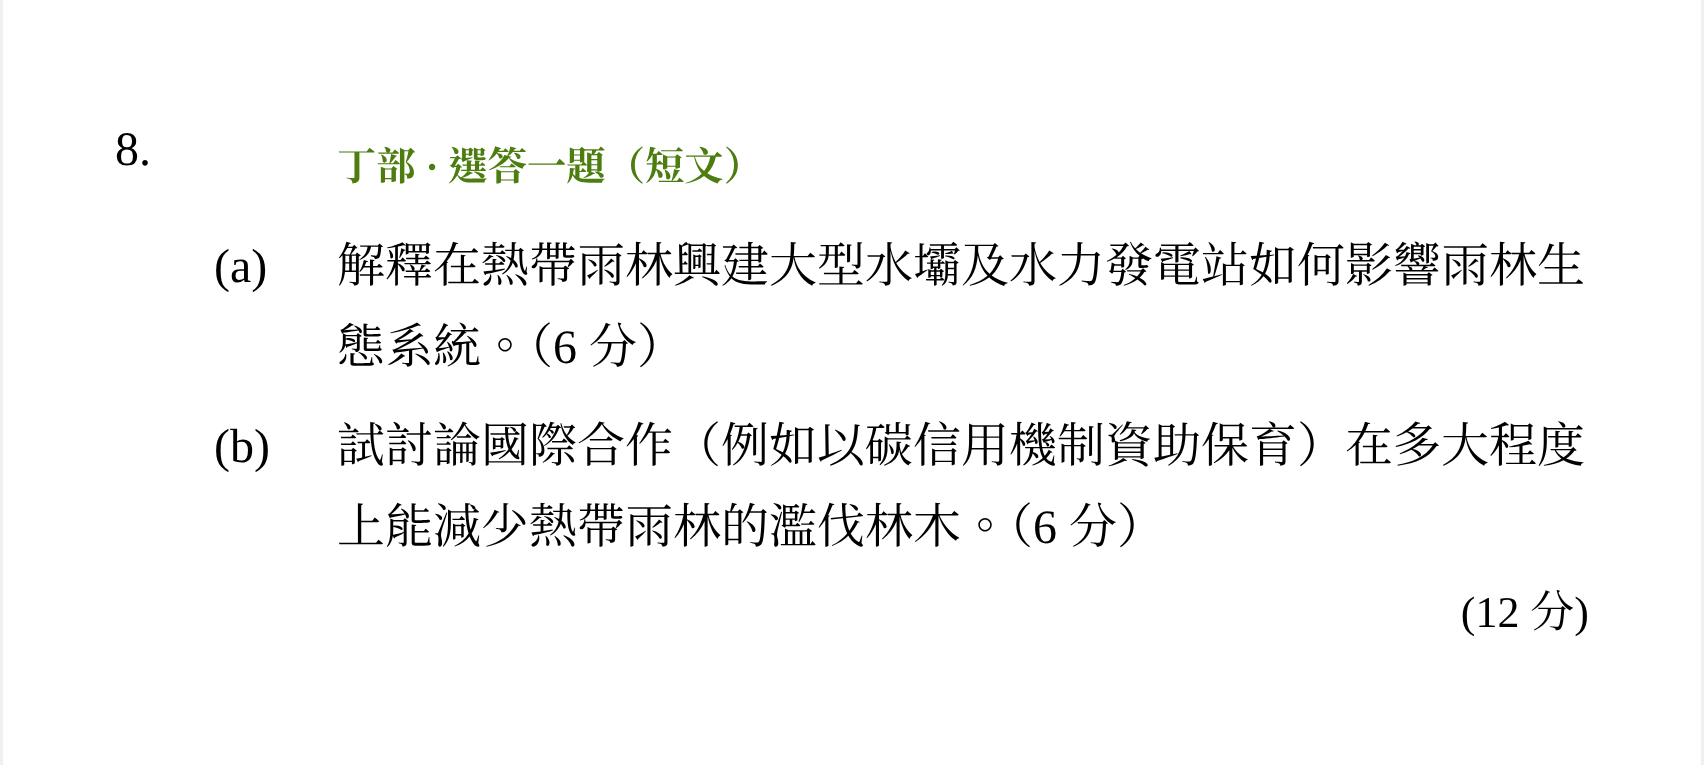 8.
丁部 · 選答一題（短文）
(a) 解釋在熱帶雨林興建大型水壩及水力發電站如何影響雨林生
態系統。（6 分）
(b) 試討論國際合作（例如以碳信用機制資助保育）在多大程度
上能減少熱帶雨林的濫伐林木。（6 分）
(12 分)